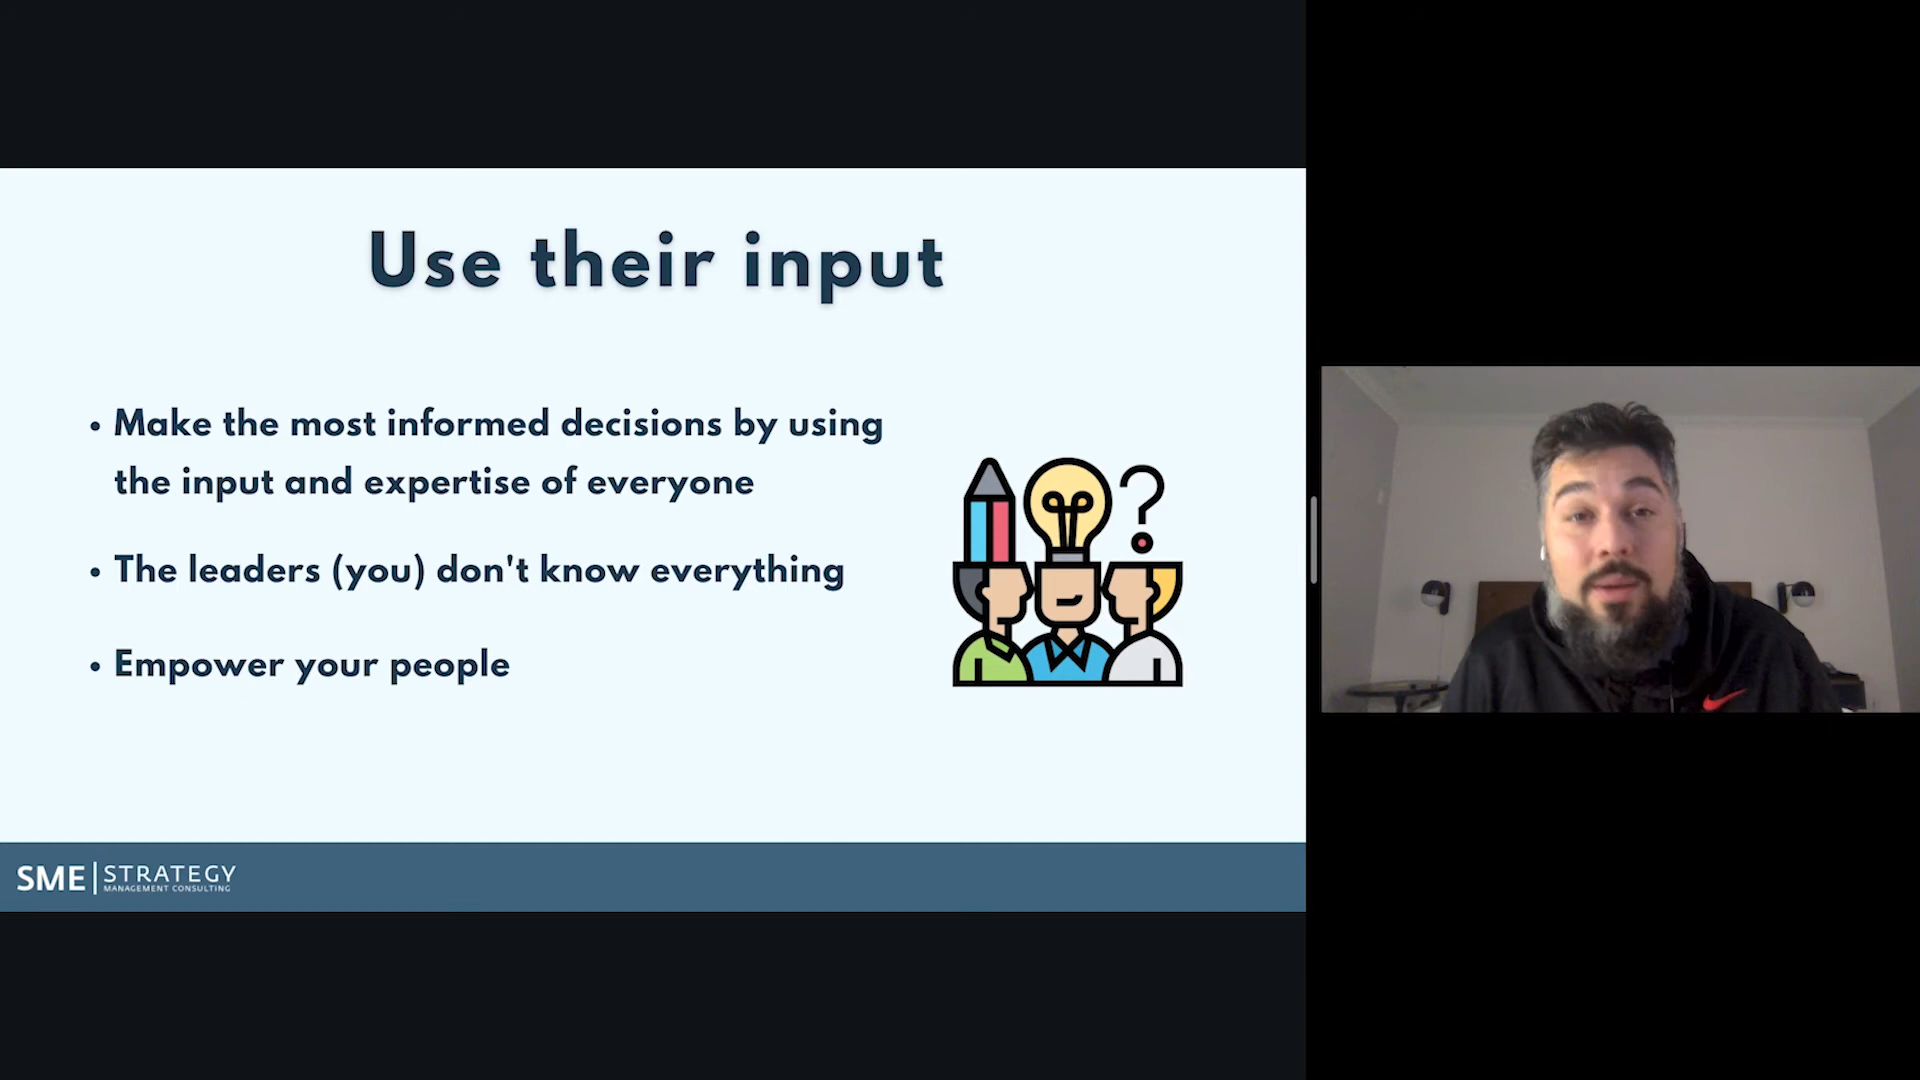 Use their input
• Make the most informed decisions by using
the input and expertise of everyone
• The leaders (you) don't know everything
• Empower your people
SME | STRATEGY
MANAGEMENT CONSULTING